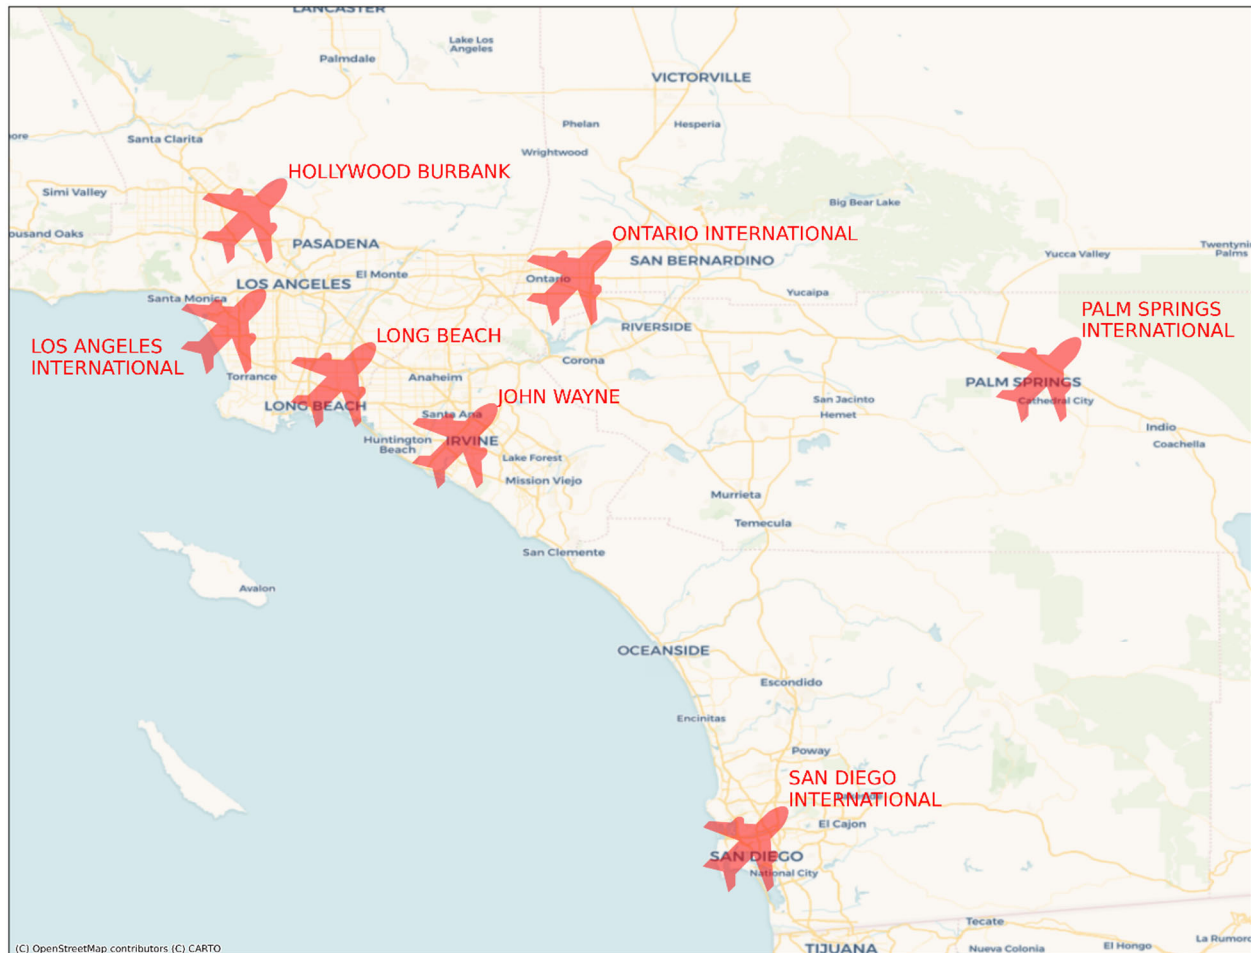 LANCASTER
Lake Los
Angeles
Palmdale
VICTORVILLE
Phelan
Hesperia
Santa Clarita
Wrightwood
HOLLYWOOD BURBANK
Simi Valley
Big Bear Lake
ousand Oaks
PASADENA
ONTARIO INTERNATIONAL
Twentynin
Palms
Yucca Valley
SAN BERNARDINO
El Monte
Ontario
LOS ANGELES
Yucaipa
Santa Monica
PALM SPRINGS
INTERNATIONAL
RIVERSIDE
LONG BEACH
LOS ANGELES
INTERNATIONAL
Corona
Torrance
Anaheim
PALM SPRINGS
Cathedral City
JOHN WAYNE
San Jacinto
Hemet
LONG BEACH
Santa Ana
Indio
Huntington
Beach
IRVINE
Coachella
Lake Forest
Mission Viejo
Murrieta
Temecula
San Clemente
Avalon
OCEANSIDE
Escondido
Encinitas
Poway
SAN DIEGO
INTERNATIONAL
El Cajon
SAN DIEGO
National City
Tecate
La Rumoro
TIJUANA
Nueva Colonia
El Hongo
(C) OpenStreetMap contributors (C) CARTO